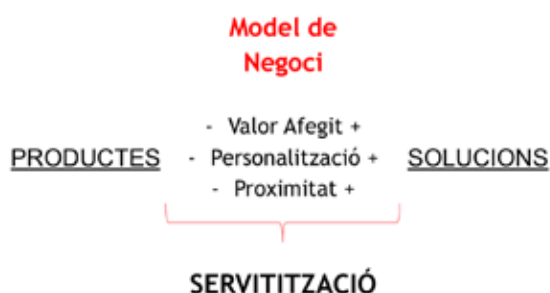 Model de
Negoci
- Valor Afegit +
PRODUCTES - Personalització + SOLUCIONS
- Proximitat +
SERVITITZACIÓ